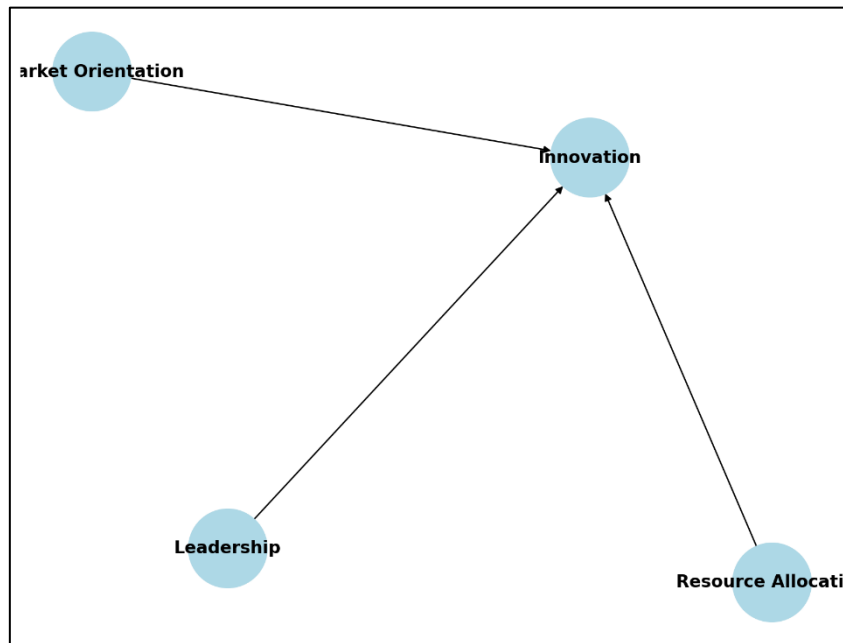 arket Orientation
Innovation
Leadership
Resource Allocati